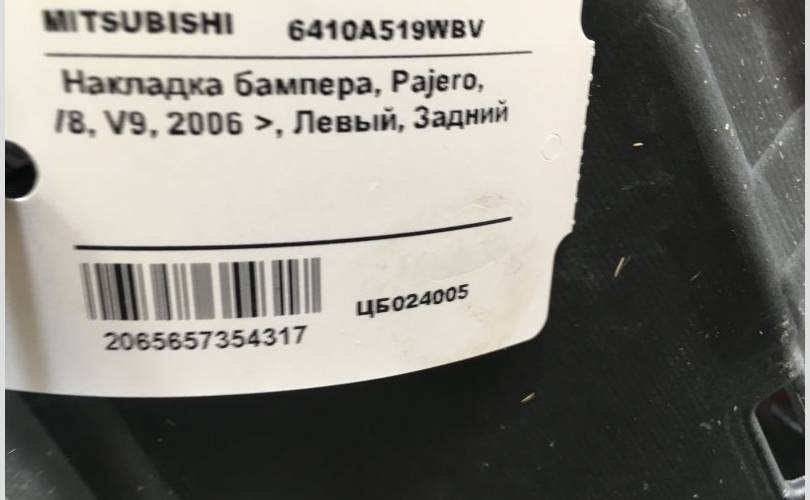 MITSUBISHI 6410A519WBV
Накладка бампера, Pajero,
/8, V9, 2006 >, Левый, Задний
ЦБ024005
2065657354317